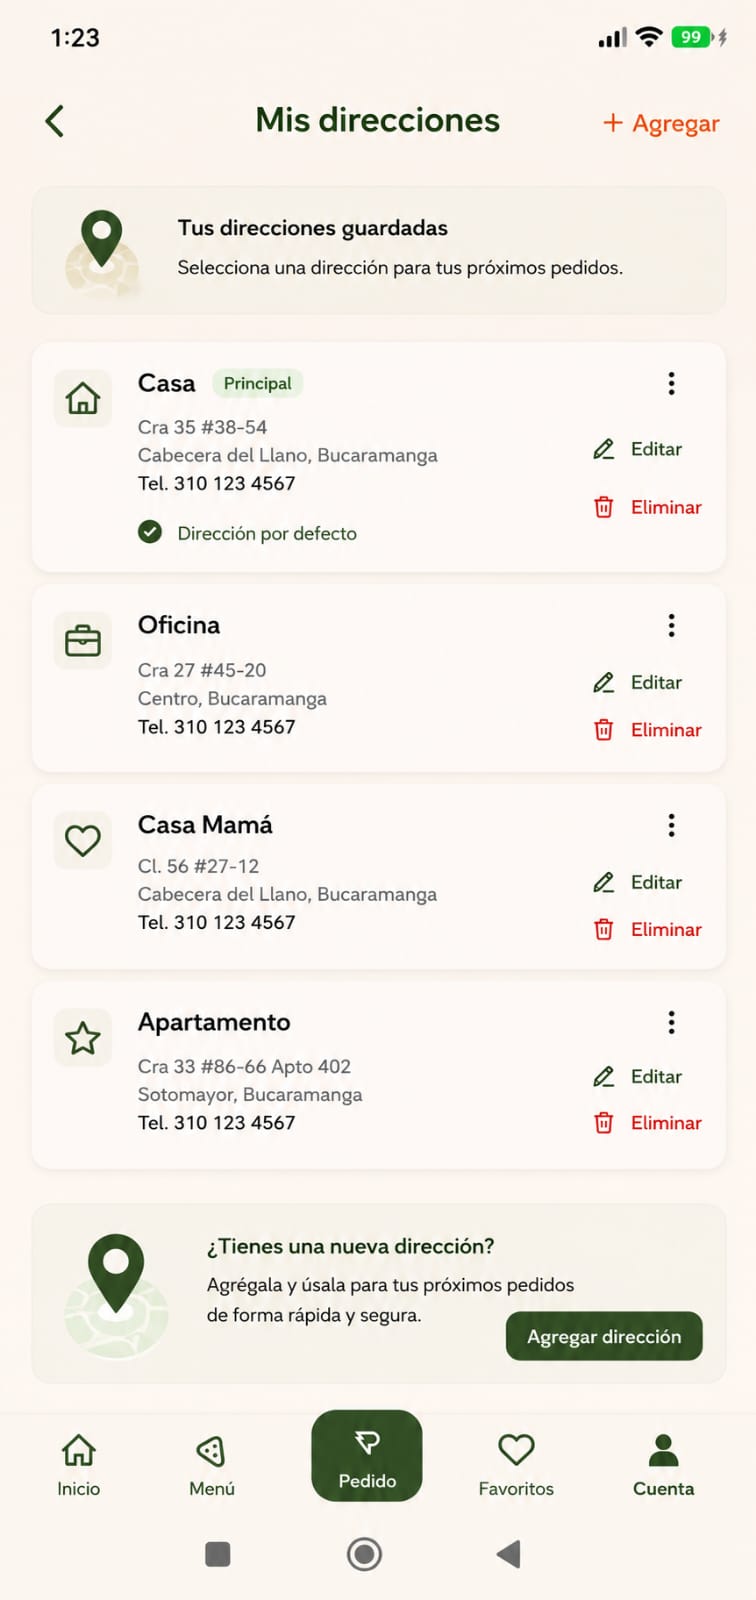 1:23
99
Mis direcciones
+ Agregar
Tus direcciones guardadas
Selecciona una dirección para tus próximos pedidos.
Casa
Principal
Cra 35 #38-54
Cabecera del Llano, Bucaramanga
Tel. 310 123 4567
Dirección por defecto
Editar
Eliminar
Oficina
Cra 27 #45-20
Centro, Bucaramanga
Tel. 310 123 4567
Editar
Eliminar
Casa Mamá
Cl. 56 #27-12
Cabecera del Llano, Bucaramanga
Tel. 310 123 4567
Editar
Eliminar
Apartamento
Cra 33 #86-66 Apto 402
Sotomayor, Bucaramanga
Tel. 310 123 4567
Editar
Eliminar
¿Tienes una nueva dirección?
Agrégala y úsala para tus próximos pedidos
de forma rápida y segura.
Agregar dirección
Inicio
Menú
Pedido
Favoritos
Cuenta